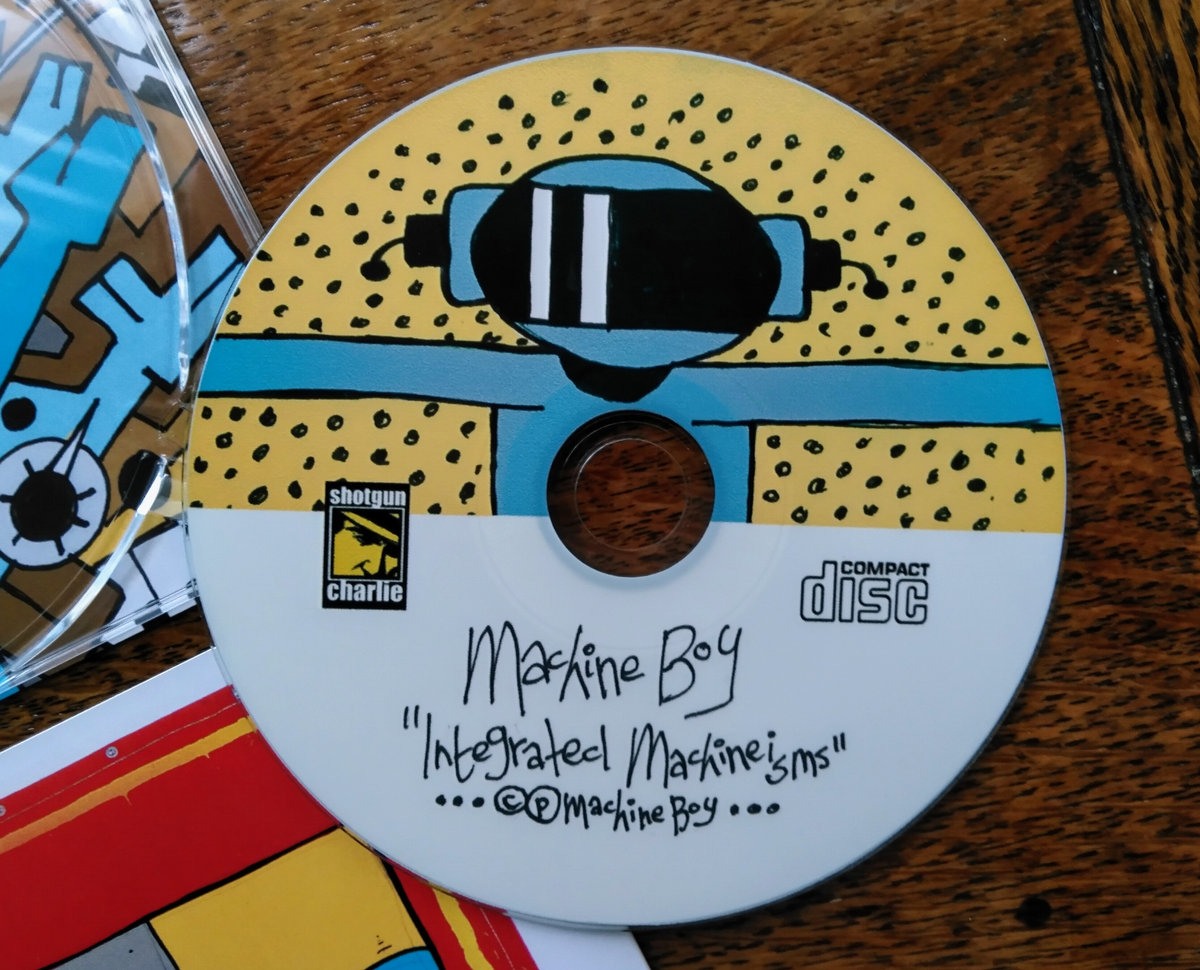 shotgun
charlie
COMPACT
disc
Machine Boy
"Integrated Machineisms"
...©℗Machine Boy...